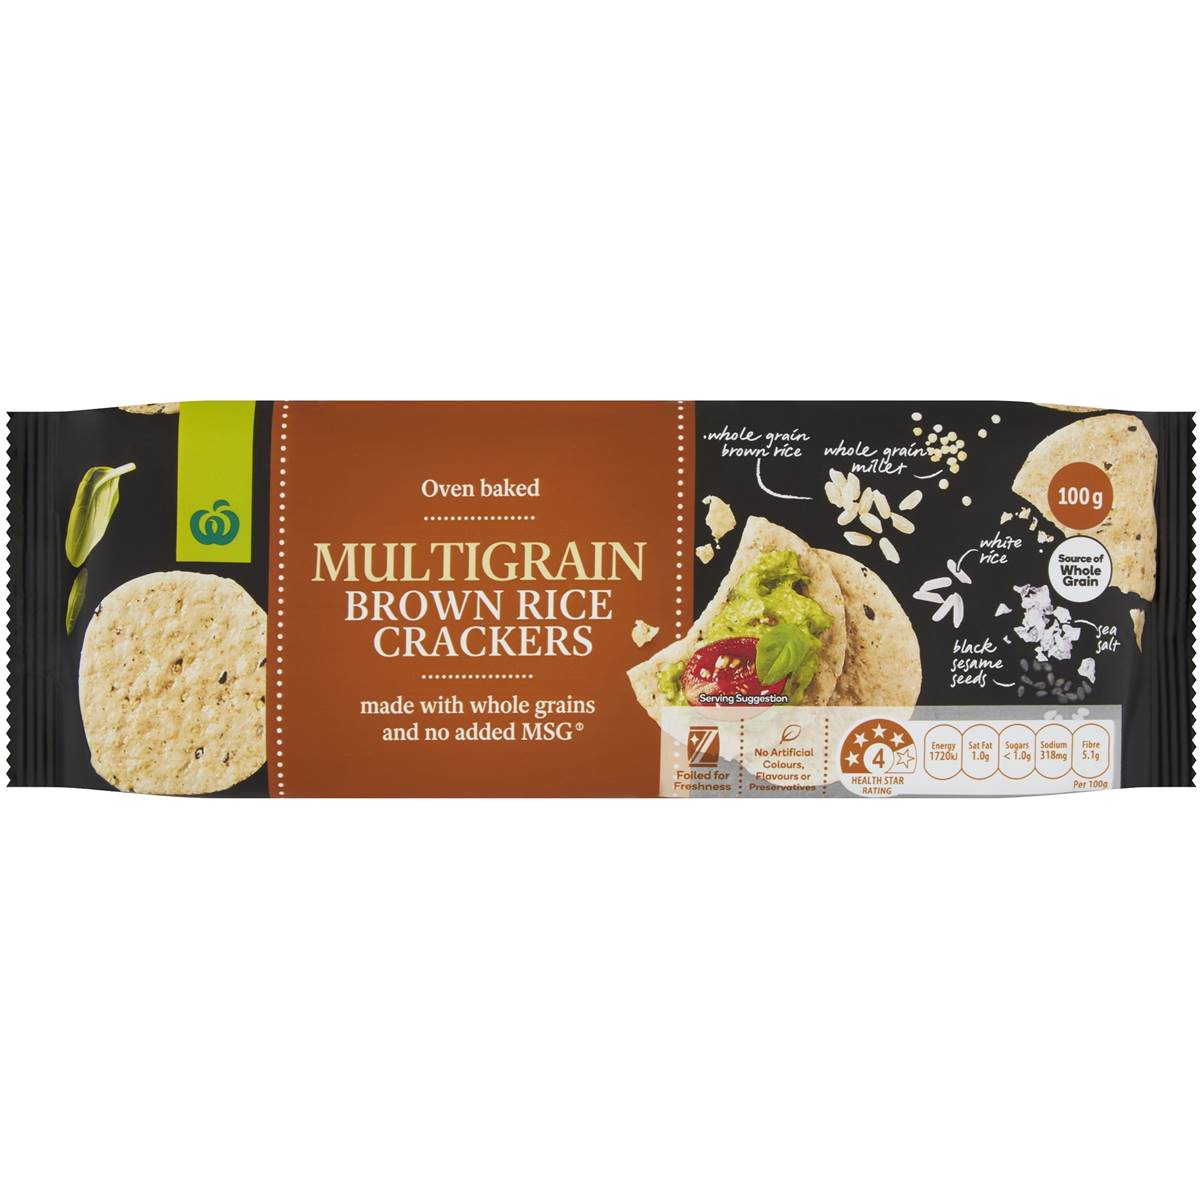 Oven baked
MULTIGRAIN
BROWN RICE
CRACKERS
made with whole grains
and no added MSG®
whole grain
brown rice
whole grain
millet
100g
white
rice
Source of
Whole
Grain
sea
salt
black
sesame
seeds
Serving Suggestion
Foiled for
Freshness
No Artificial
Colours,
Flavours or
Preservatives
4
HEALTH STAR
RATING
Energy
1720kJ
Sat Fat
1.0g
Sugars
<1.0g
Sodium
318mg
Fibre
5.1g
Per 100g